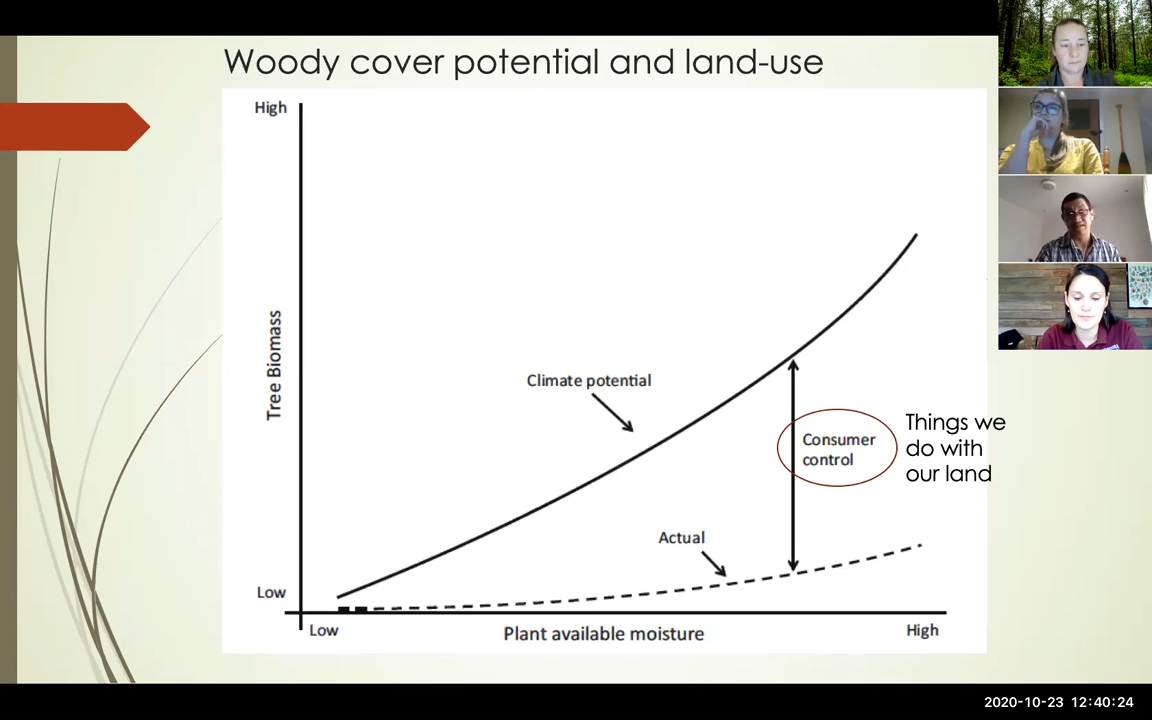 Woody cover potential and land-use
High
Tree Biomass
Climate potential
Consumer
control
Things we
do with
our land
Actual
Low
Low
Plant available moisture
High
2020-10-23 12:40:24